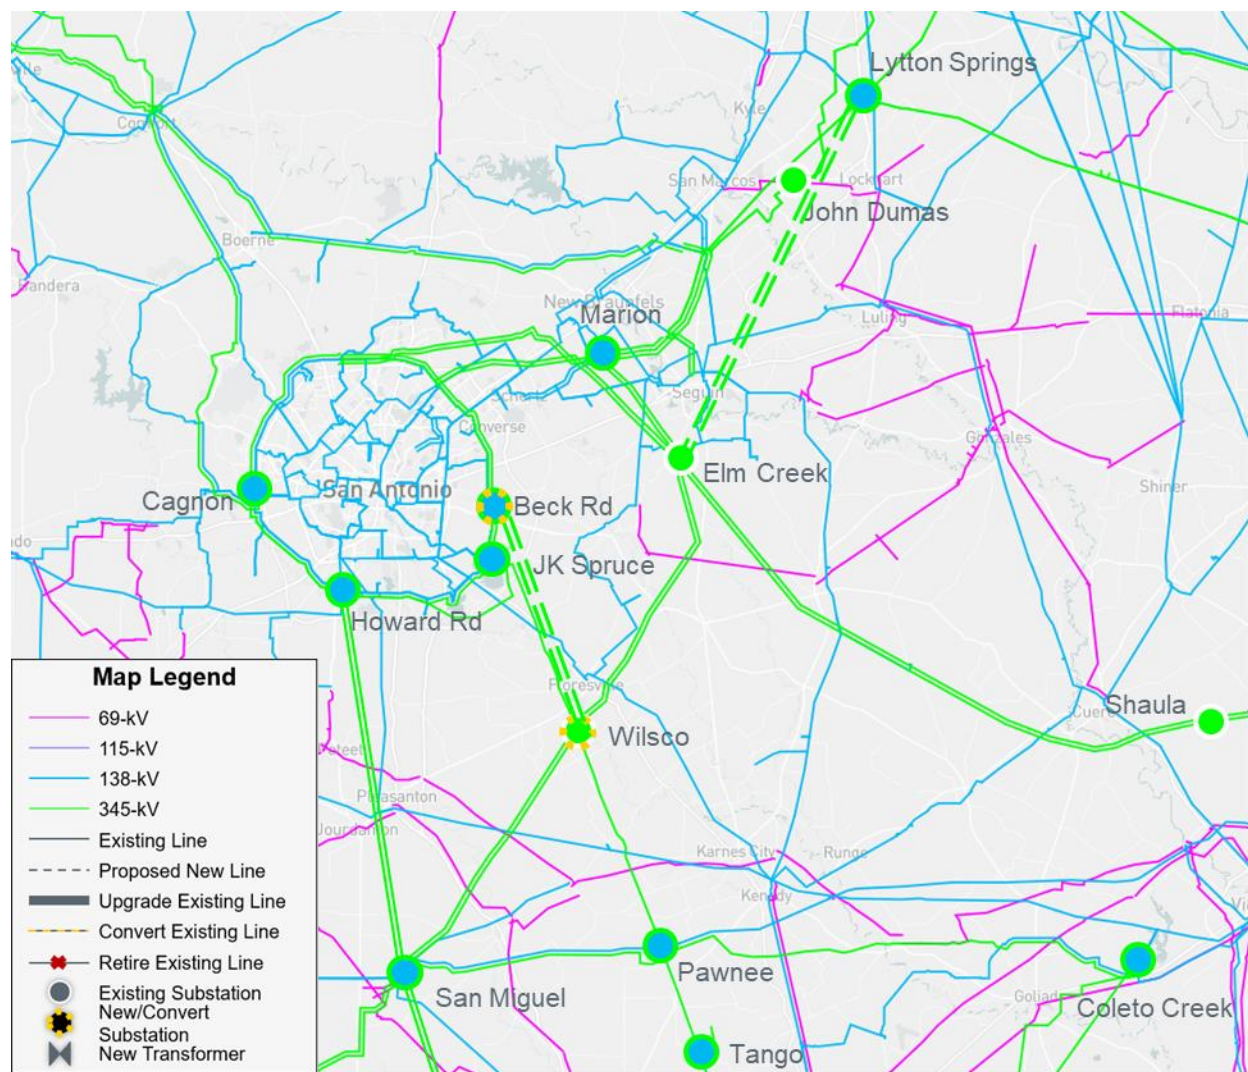 Lytton Springs
Kyle
Comfort
San Marcos
Lockhart
John Dumas
Boerne
Bandera
New Braunfels
Marion
Luling
Flatonia
Schertz
Seguin
Converse
Gonzales
Elm Creek
Shiner
Cagnon
San Antonio
Beck Rd
JK Spruce
Howard Rd
Floresville
Shaula
Cuero
Wilsco
Poteet
Pleasanton
Jourdanton
Karnes City
Runge
Kenedy
Pawnee
San Miguel
Goliad
Coleto Creek
Tango
Map Legend
69-kV
115-kV
138-kV
345-kV
Existing Line
Proposed New Line
Upgrade Existing Line
Convert Existing Line
Retire Existing Line
Existing Substation
New/Convert
Substation
New Transformer